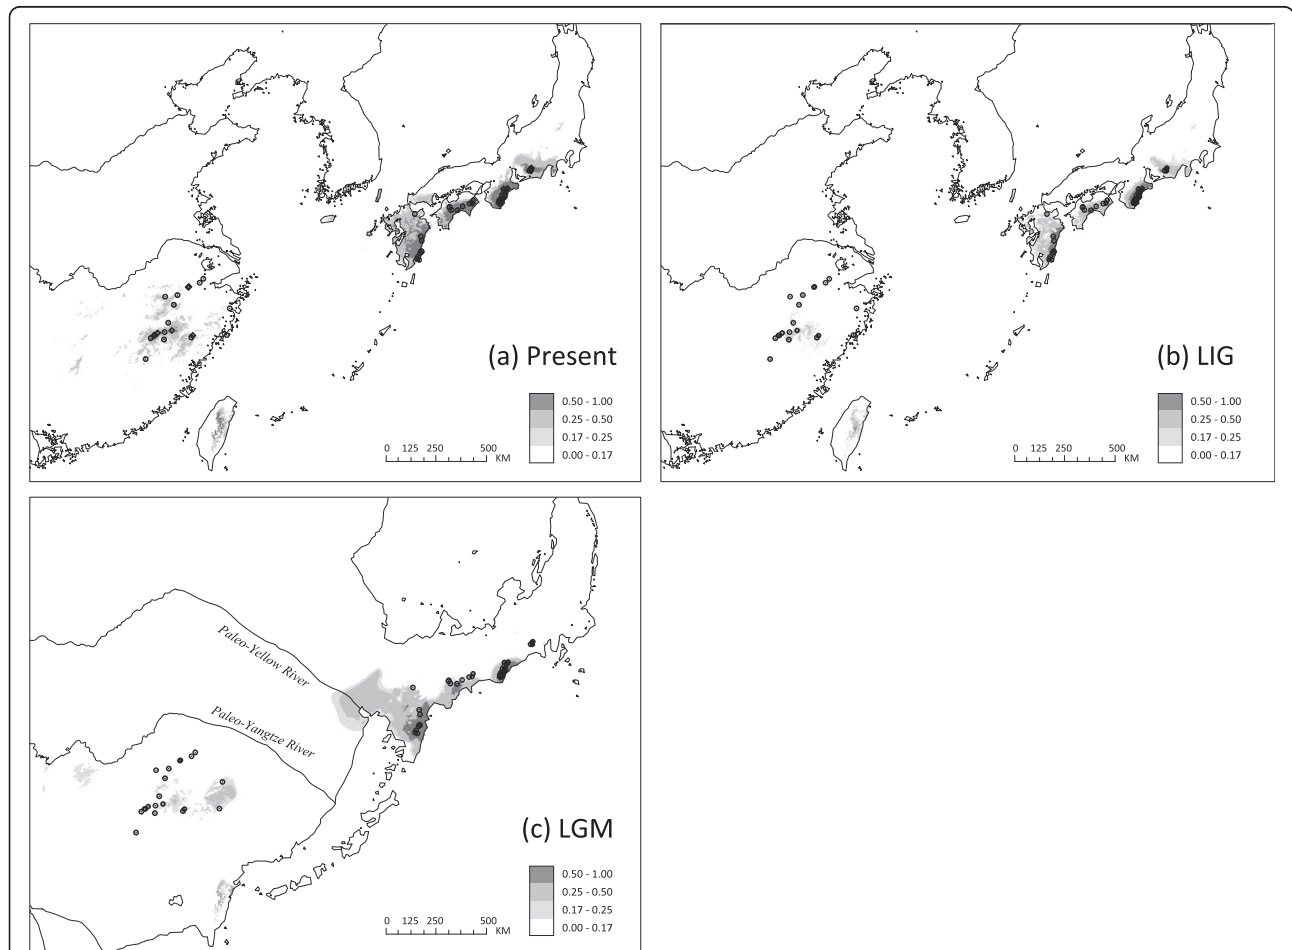 (a) Present
0.50 - 1.00
0.25 - 0.50
0.17 - 0.25
0.00 - 0.17
0 125 250 500
KM
(b) LIG
0.50 - 1.00
0.25 - 0.50
0.17 - 0.25
0.00 - 0.17
0 125 250 500
KM
Paleo-Yellow River
Paleo-Yangtze River
(c) LGM
0.50 - 1.00
0.25 - 0.50
0.17 - 0.25
0.00 - 0.17
0 125 250 500
KM